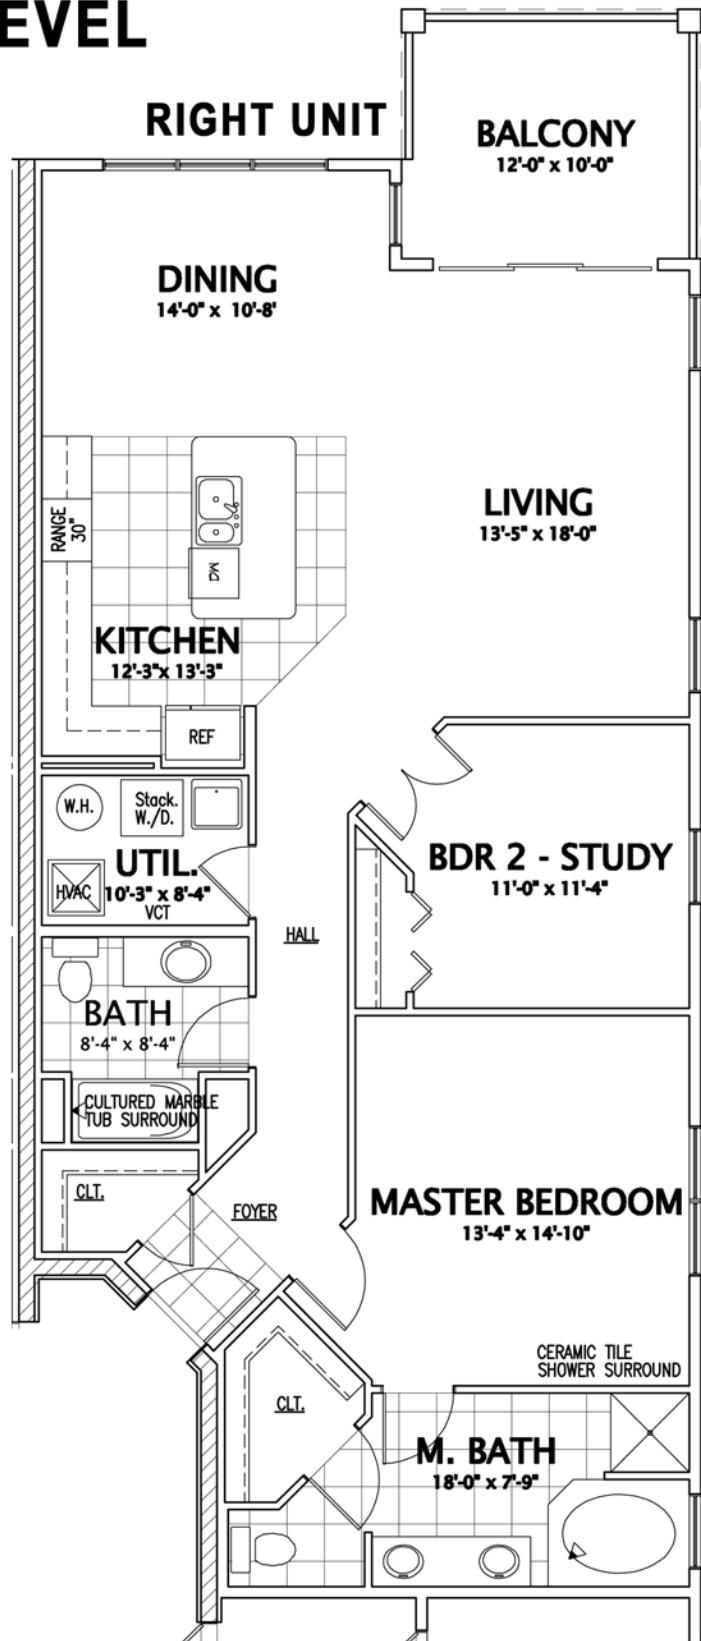 EVEL
RIGHT UNIT
BALCONY
12'-0" x 10'-0"
DINING
14'-0" x 10'-8'
LIVING
13'-5" x 18'-0"
RANGE
30"
MC
KITCHEN
12'-3"x 13'-3"
REF
W.H.
Stack.
W./D.
UTIL.
HVAC
10'-3" x 8'-4"
VCT
BDR 2 - STUDY
11'-0" x 11'-4"
HALL
BATH
8'-4" x 8'-4"
CULTURED MARBLE
TUB SURROUND
CLT.
FOYER
MASTER BEDROOM
13'-4" x 14'-10"
CERAMIC TILE
SHOWER SURROUND
CLT.
M. BATH
18'-0" x 7'-9"